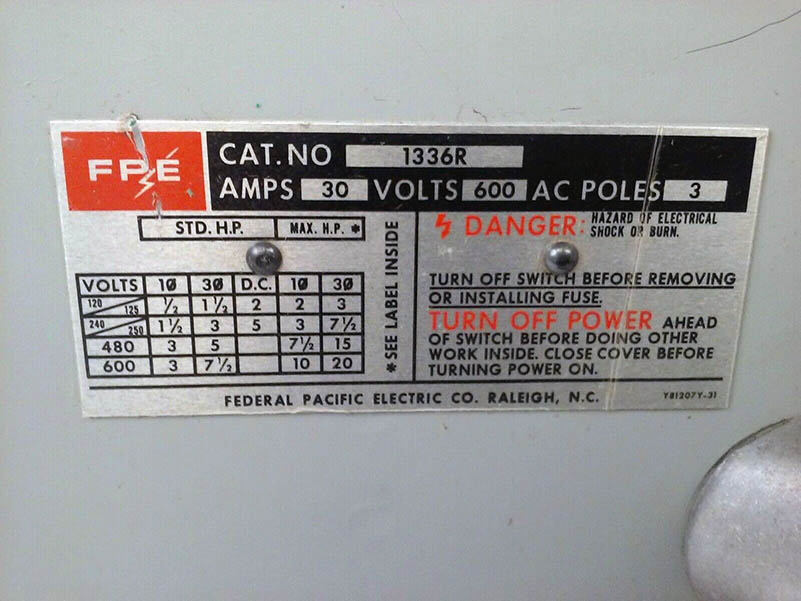 FPE
CAT.NO 1336R
AMPS 30 VOLTS 600 AC POLES 3
STD. H.P. MAX. H.P. *
VOLTS 1Ø 3Ø D.C. 1Ø 3Ø
120/125 ½ 1½ 2 2 3
240/250 1½ 3 5 3 7½
480 3 5 7½ 15
600 3 7½ 10 20
*SEE LABEL INSIDE
DANGER: HAZARD OF ELECTRICAL
SHOCK OR BURN.
TURN OFF SWITCH BEFORE REMOVING
OR INSTALLING FUSE.
TURN OFF POWER AHEAD
OF SWITCH BEFORE DOING OTHER
WORK INSIDE. CLOSE COVER BEFORE
TURNING POWER ON.
FEDERAL PACIFIC ELECTRIC CO. RALEIGH, N.C. Y81207Y-31